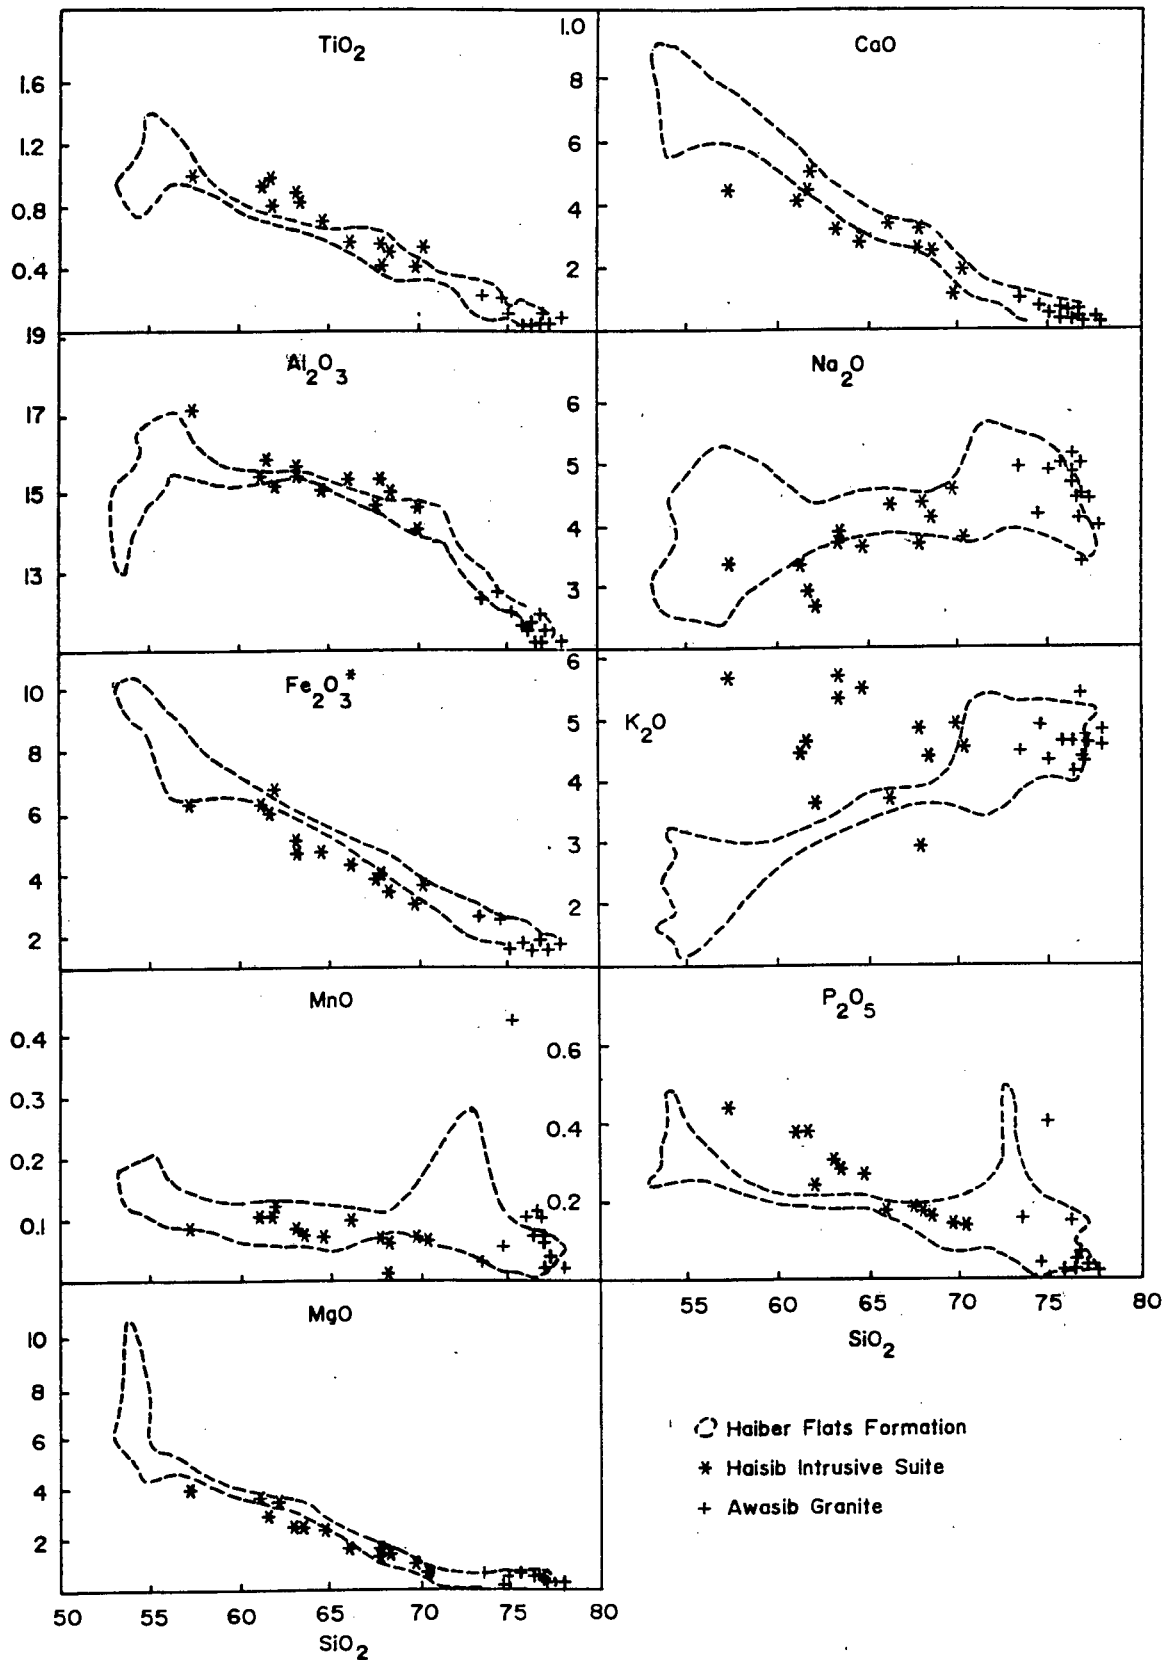 TiO2
1.6
1.2
0.8
0.4
1.0
CaO
8
6
4
2
19
Al2O3
17
15
13
Na2O
6
5
4
3
Fe2O3*
10
8
6
4
2
K2O
6
5
4
3
2
MnO
0.4
0.3
0.2
0.1
P2O5
0.6
0.4
0.2
55 60 65 70 75 80
SiO2
MgO
10
8
6
4
2
50 55 60 65 70 75 80
SiO2
Haiber Flats Formation
* Haisib Intrusive Suite
+ Awasib Granite